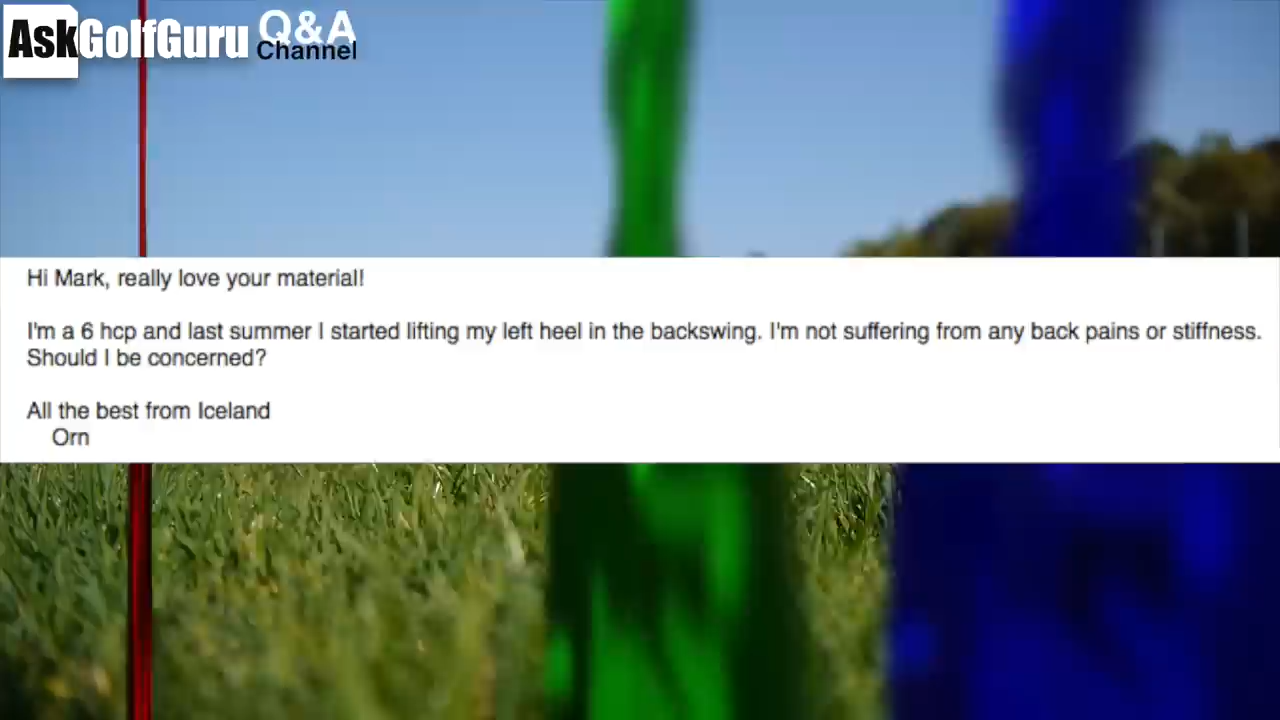 AskGolfGuru Q&A
Channel
Hi Mark, really love your material!
I'm a 6 hcp and last summer I started lifting my left heel in the backswing. I'm not suffering from any back pains or stiffness.
Should I be concerned?
All the best from Iceland
Orn